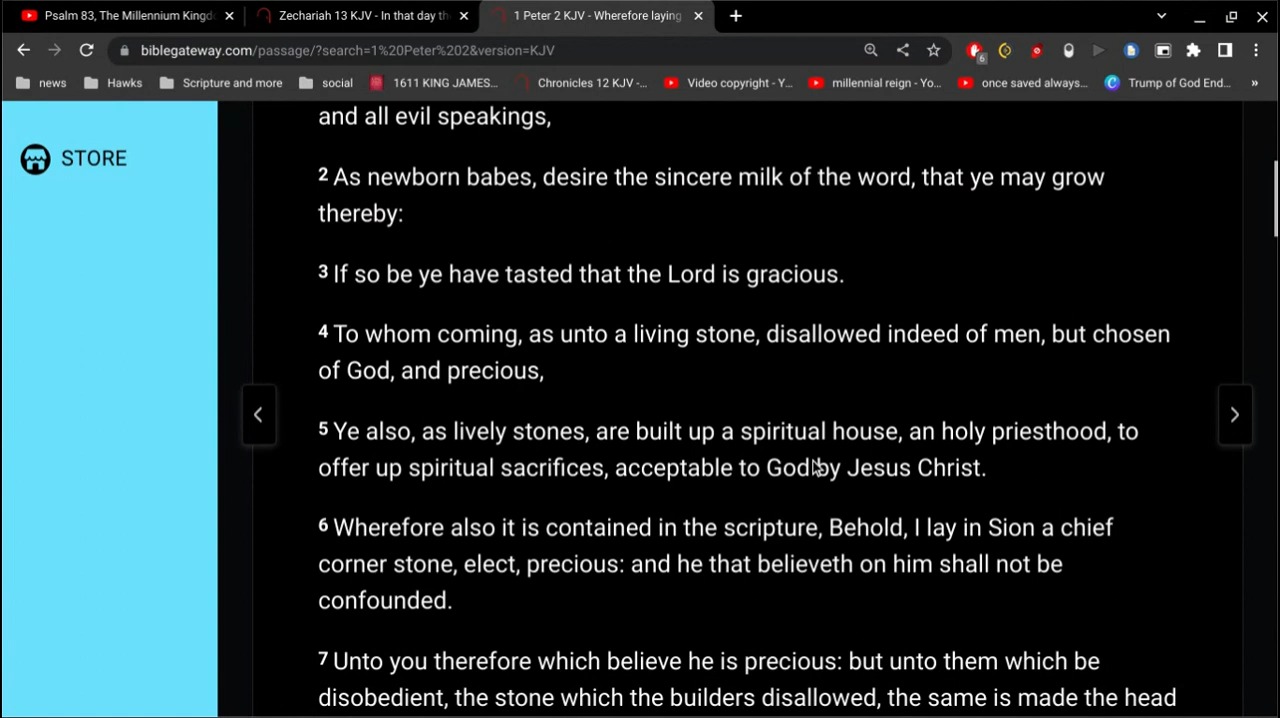 Psalm 83, The Millennium Kingd
Zechariah 13 KJV - In that day th
1 Peter 2 KJV - Wherefore laying
biblegateway.com/passage/?search=1%20Peter%202&version=KJV
6
news
Hawks
Scripture and more
social
1611 KING JAMES...
Chronicles 12 KJV -...
Video copyright - Y...
millennial reign - Yo...
once saved always...
Trump of God End...
»
STORE
and all evil speakings,
2 As newborn babes, desire the sincere milk of the word, that ye may grow
thereby:
3 If so be ye have tasted that the Lord is gracious.
4 To whom coming, as unto a living stone, disallowed indeed of men, but chosen
of God, and precious,
5 Ye also, as lively stones, are built up a spiritual house, an holy priesthood, to
offer up spiritual sacrifices, acceptable to God by Jesus Christ.
6 Wherefore also it is contained in the scripture, Behold, I lay in Sion a chief
corner stone, elect, precious: and he that believeth on him shall not be
confounded.
7 Unto you therefore which believe he is precious: but unto them which be
disobedient, the stone which the builders disallowed, the same is made the head